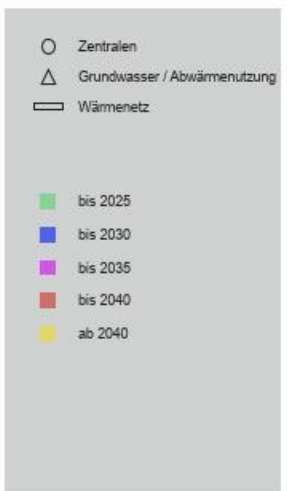 Zentralen
Grundwasser / Abwärmenutzung
Wärmenetz
bis 2025
bis 2030
bis 2035
bis 2040
ab 2040